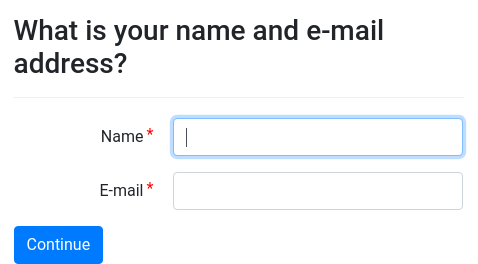 What is your name and e-mail
address?
Name *
E-mail *
Continue